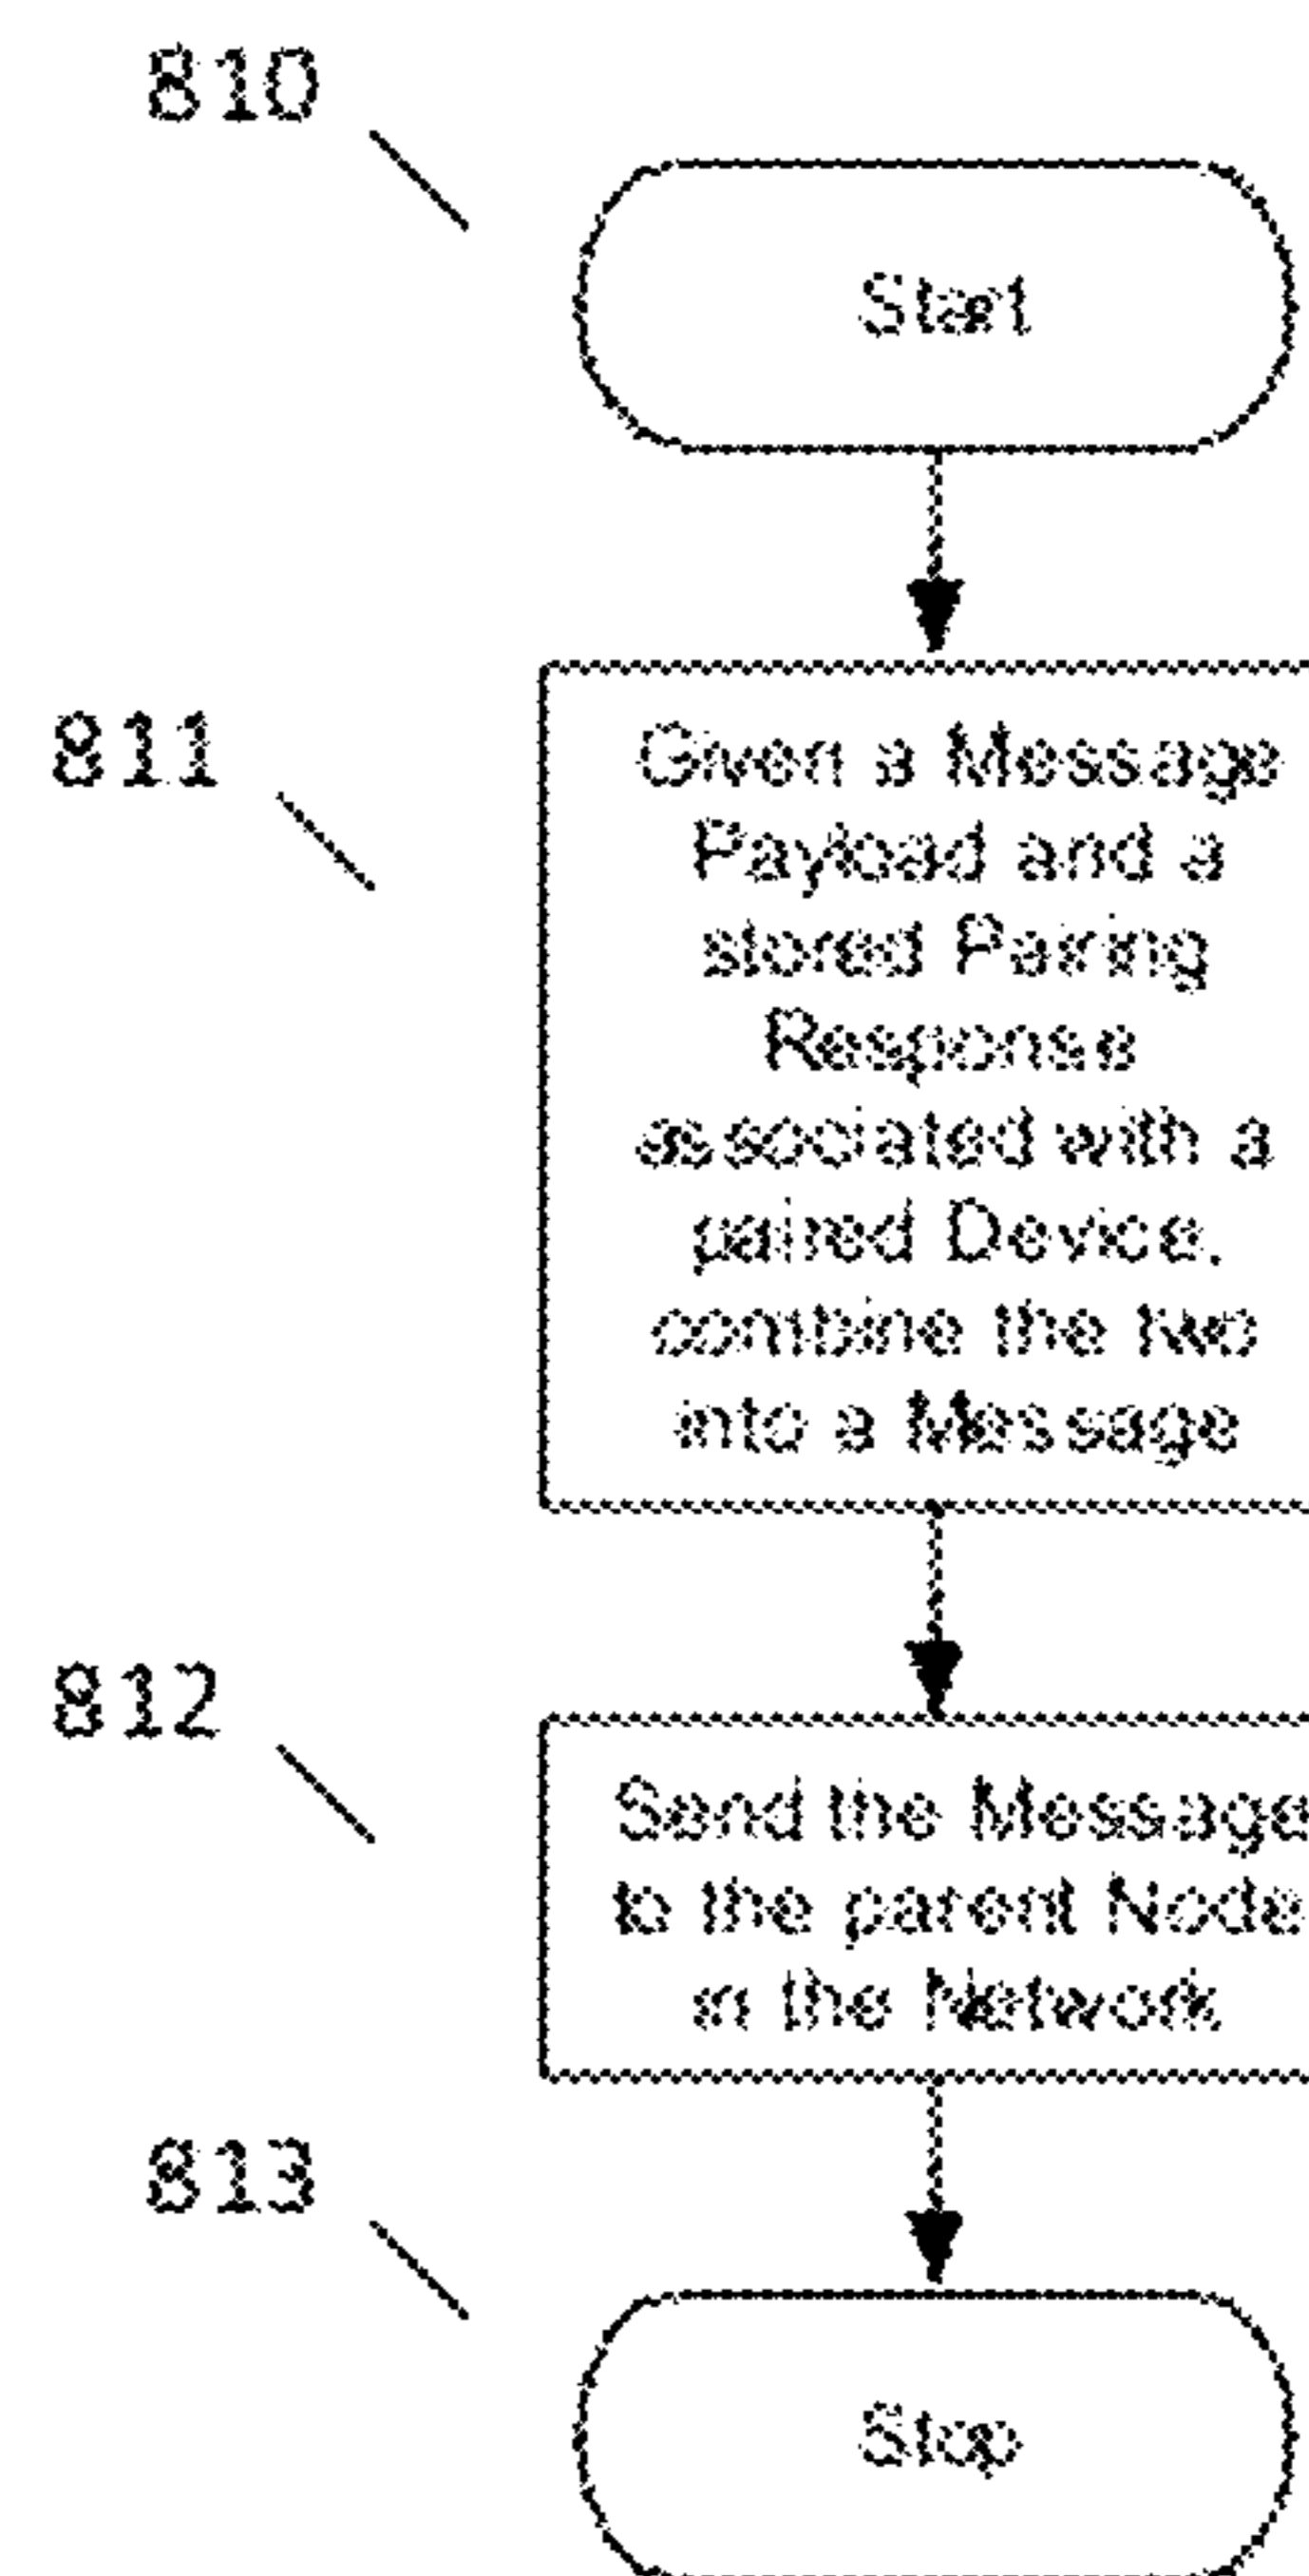 810
Start
811
Given a Message
Payload and a
stored Pairing
Response
associated with a
paired Device,
combine the two
into a Message
812
Send the Message
to the parent Node
in the Network
813
Stop